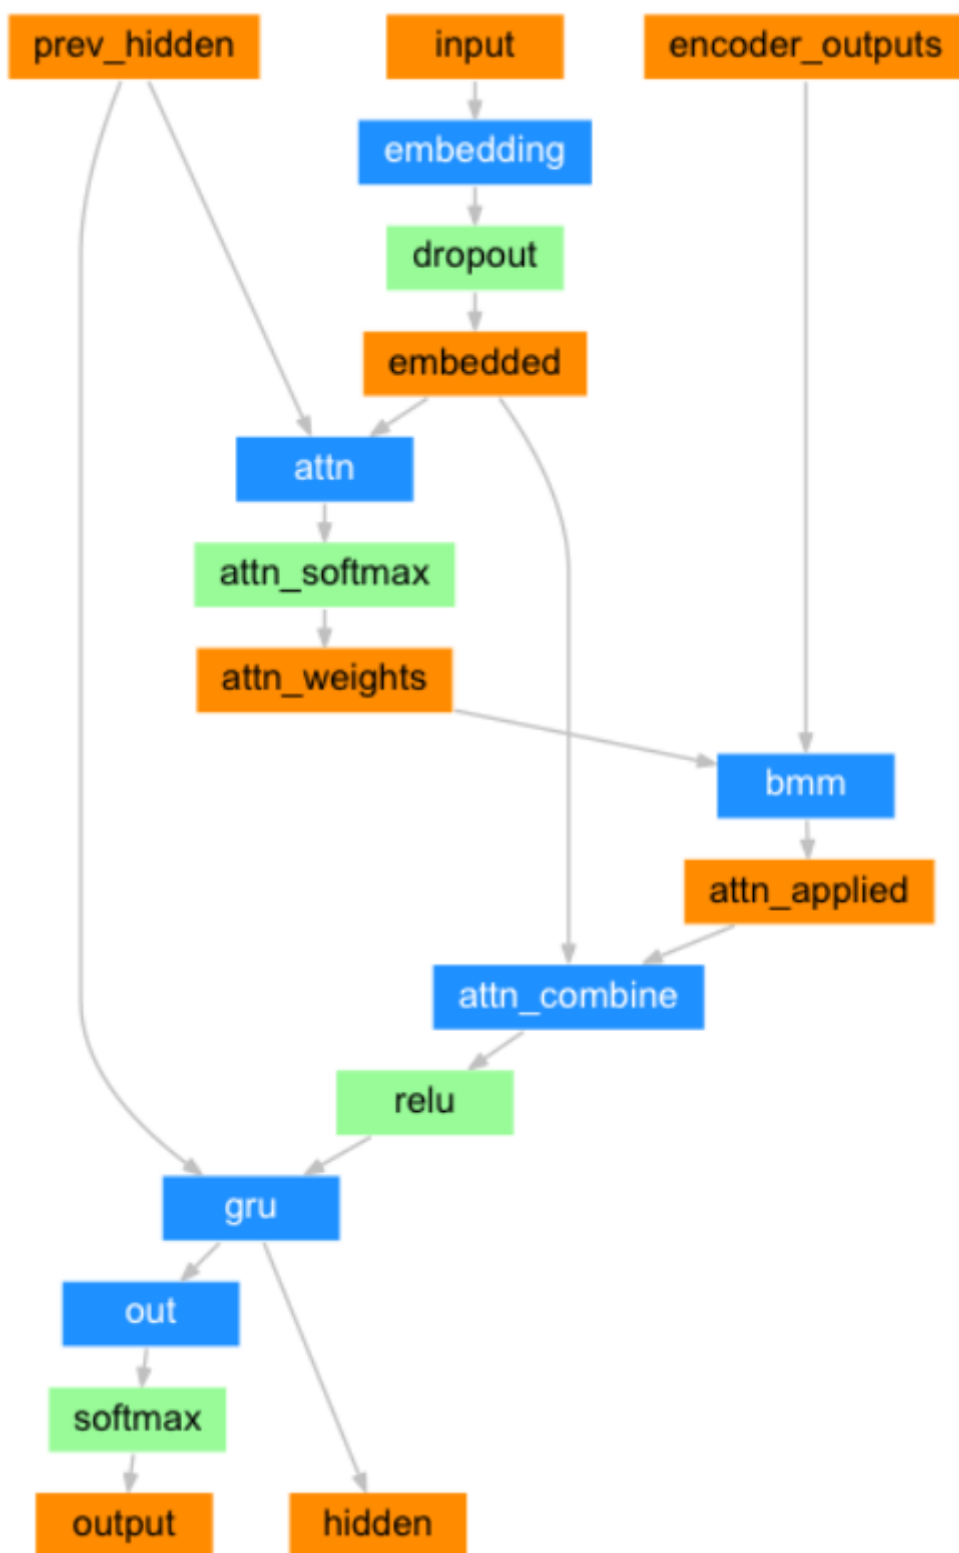 prev_hidden
input
encoder_outputs
embedding
dropout
embedded
attn
attn_softmax
attn_weights
bmm
attn_applied
attn_combine
relu
gru
out
softmax
output
hidden